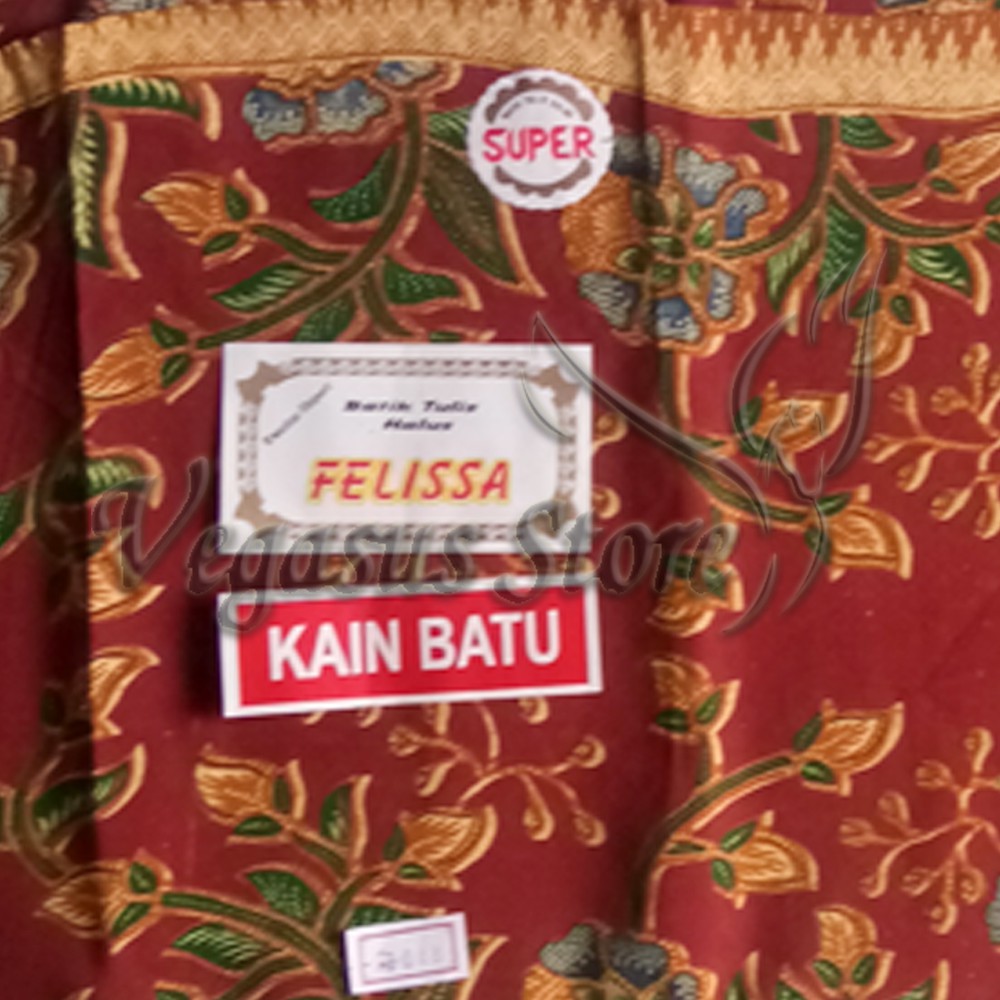 SUPER
Batik Tulis
Halus
FELISSA
Vegasus Store
KAIN BATU